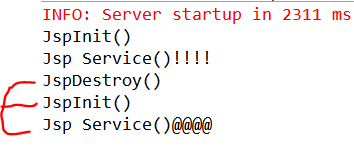 INFO: Server startup in 2311 ms
JspInit()
Jsp Service()!!!!
JspDestroy()
JspInit()
Jsp Service()@@@@